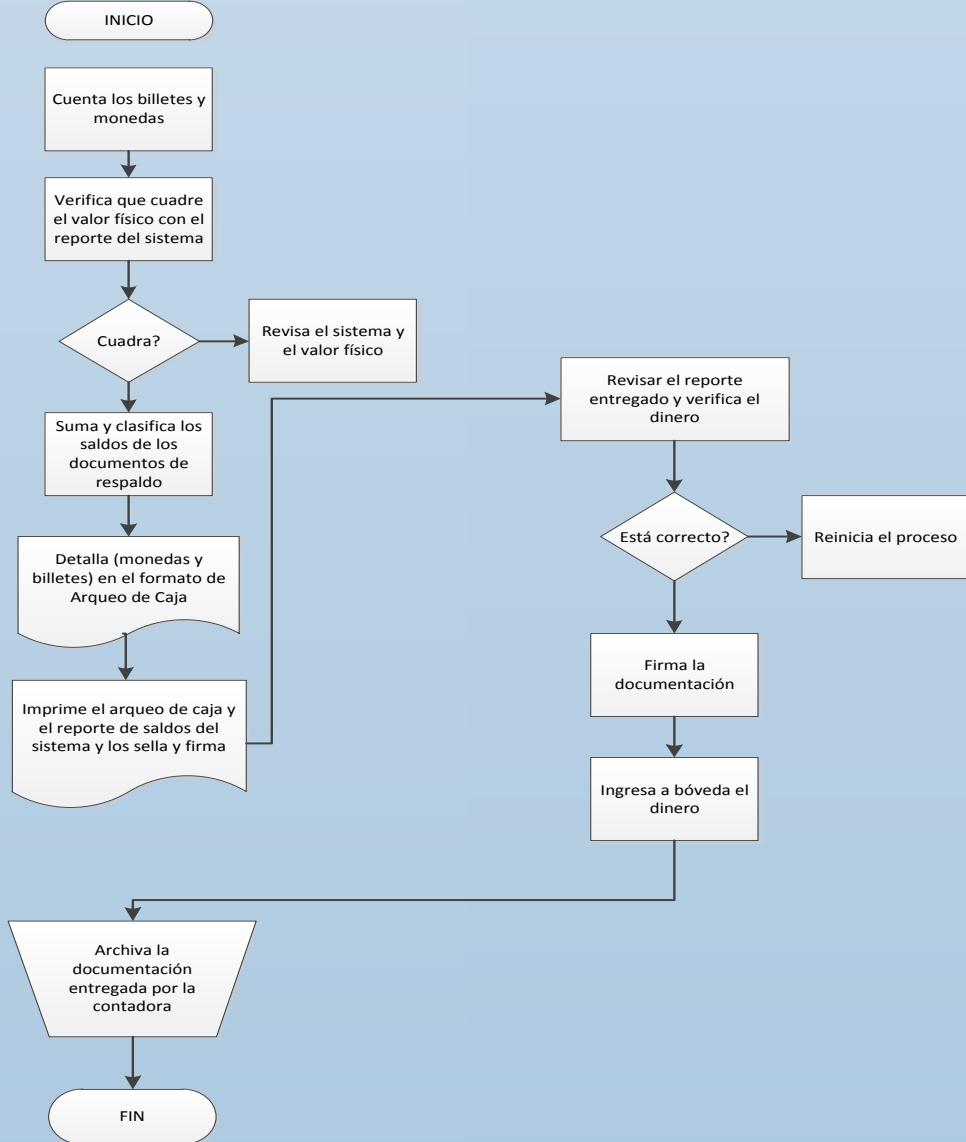 INICIO
Cuenta los billetes y
monedas
Verifica que cuadre
el valor físico con el
reporte del sistema
Cuadra?
Revisa el sistema y
el valor físico
Suma y clasifica los
saldos de los
documentos de
respaldo
Detalla (monedas y
billetes) en el formato de
Arqueo de Caja
Imprime el arqueo de caja y
el reporte de saldos del
sistema y los sella y firma
Revisar el reporte
entregado y verifica el
dinero
Está correcto?
Reinicia el proceso
Firma la
documentación
Ingresa a bóveda el
dinero
Archiva la
documentación
entregada por la
contadora
FIN